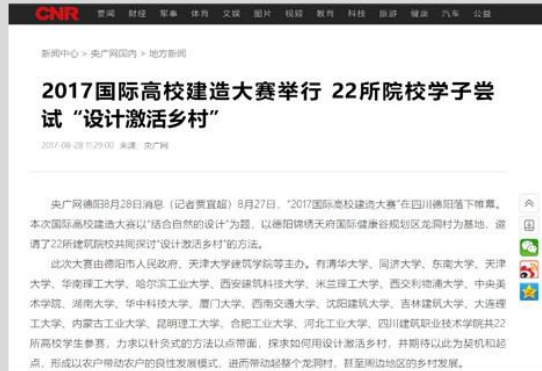 CNR 要闻 财经 军事 体育 文娱 图片 视频 教育 科技 旅游 健康 汽车 公益
新闻中心 > 央广网国内 > 地方新闻
2017国际高校建造大赛举行 22所院校学子尝
试“设计激活乡村”
2017-08-28 11:29:00 来源：央广网
央广网德阳8月28日消息（记者贾宜超）8月27日，“2017国际高校建造大赛”在四川德阳落下帷幕。
本次国际高校建造大赛以“结合自然的设计”为题，以德阳锦绣天府国际健康谷规划区龙洞村为基地，邀
请了22所建筑院校共同探讨“设计激活乡村”的方法。
此次大赛由德阳市人民政府、天津大学建筑学院等主办。有清华大学、同济大学、东南大学、天津
大学、华南理工大学、哈尔滨工业大学、西安建筑科技大学、米兰理工大学、西交利物浦大学、中央美
术学院、湖南大学、华中科技大学、厦门大学、西南交通大学、沈阳建筑大学、吉林建筑大学、大连理
工大学、内蒙古工业大学、昆明理工大学、合肥工业大学、河北工业大学、四川建筑职业技术学院共22
所高校学生参赛，力求以针灸式的方法以点带面，探求如何用设计激活乡村，并期待以此为契机和起
点，形成以农户带动农户的良性发展模式，进而带动起整个龙洞村，甚至周边地区的乡村发展。